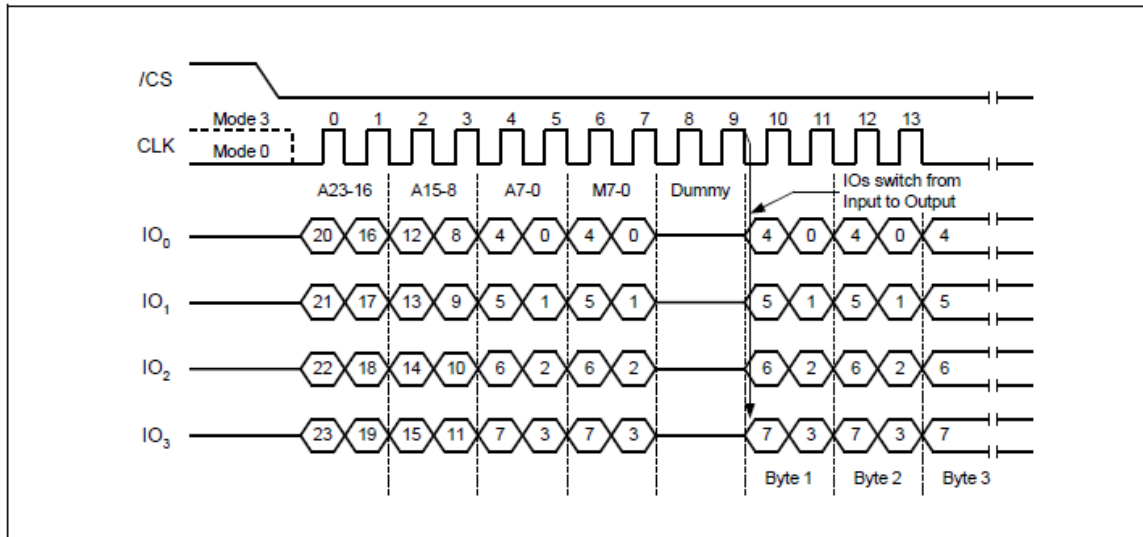 /CS
Mode 3
0 1 2 3 4 5 6 7 8 9 10 11 12 13
CLK
Mode 0
A23-16 A15-8 A7-0 M7-0 Dummy
IOs switch from
Input to Output
IO0 20 16 12 8 4 0 4 0 4 0 4 0 4
IO1 21 17 13 9 5 1 5 1 5 1 5 1 5
IO2 22 18 14 10 6 2 6 2 6 2 6 2 6
IO3 23 19 15 11 7 3 7 3 7 3 7 3 7
Byte 1 Byte 2 Byte 3